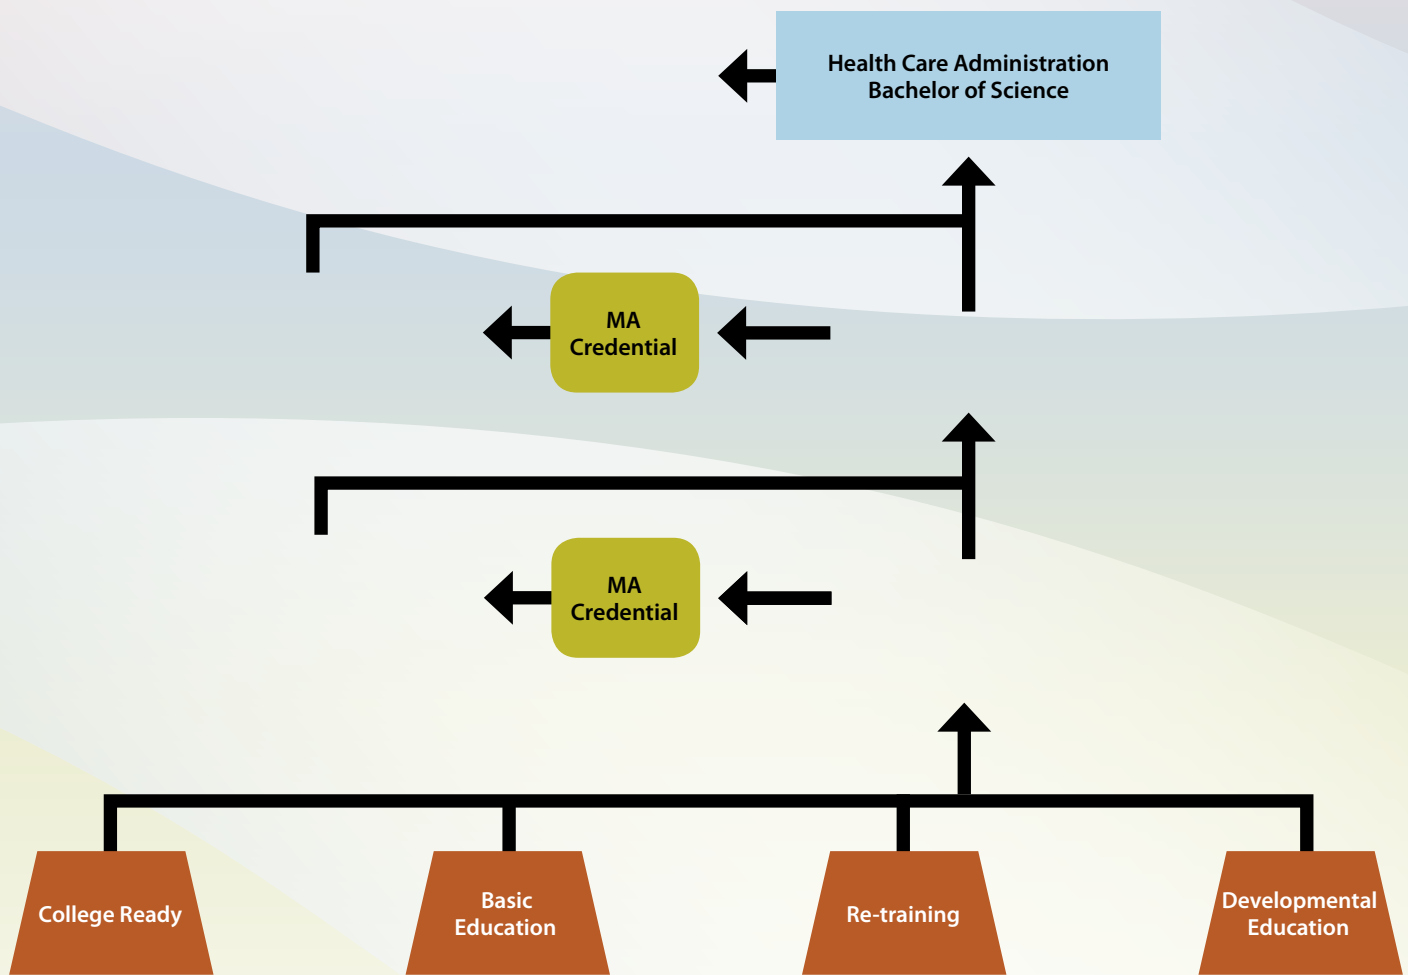 Health Care Administration
Bachelor of Science
MA
Credential
MA
Credential
College Ready
Basic
Education
Re-training
Developmental
Education